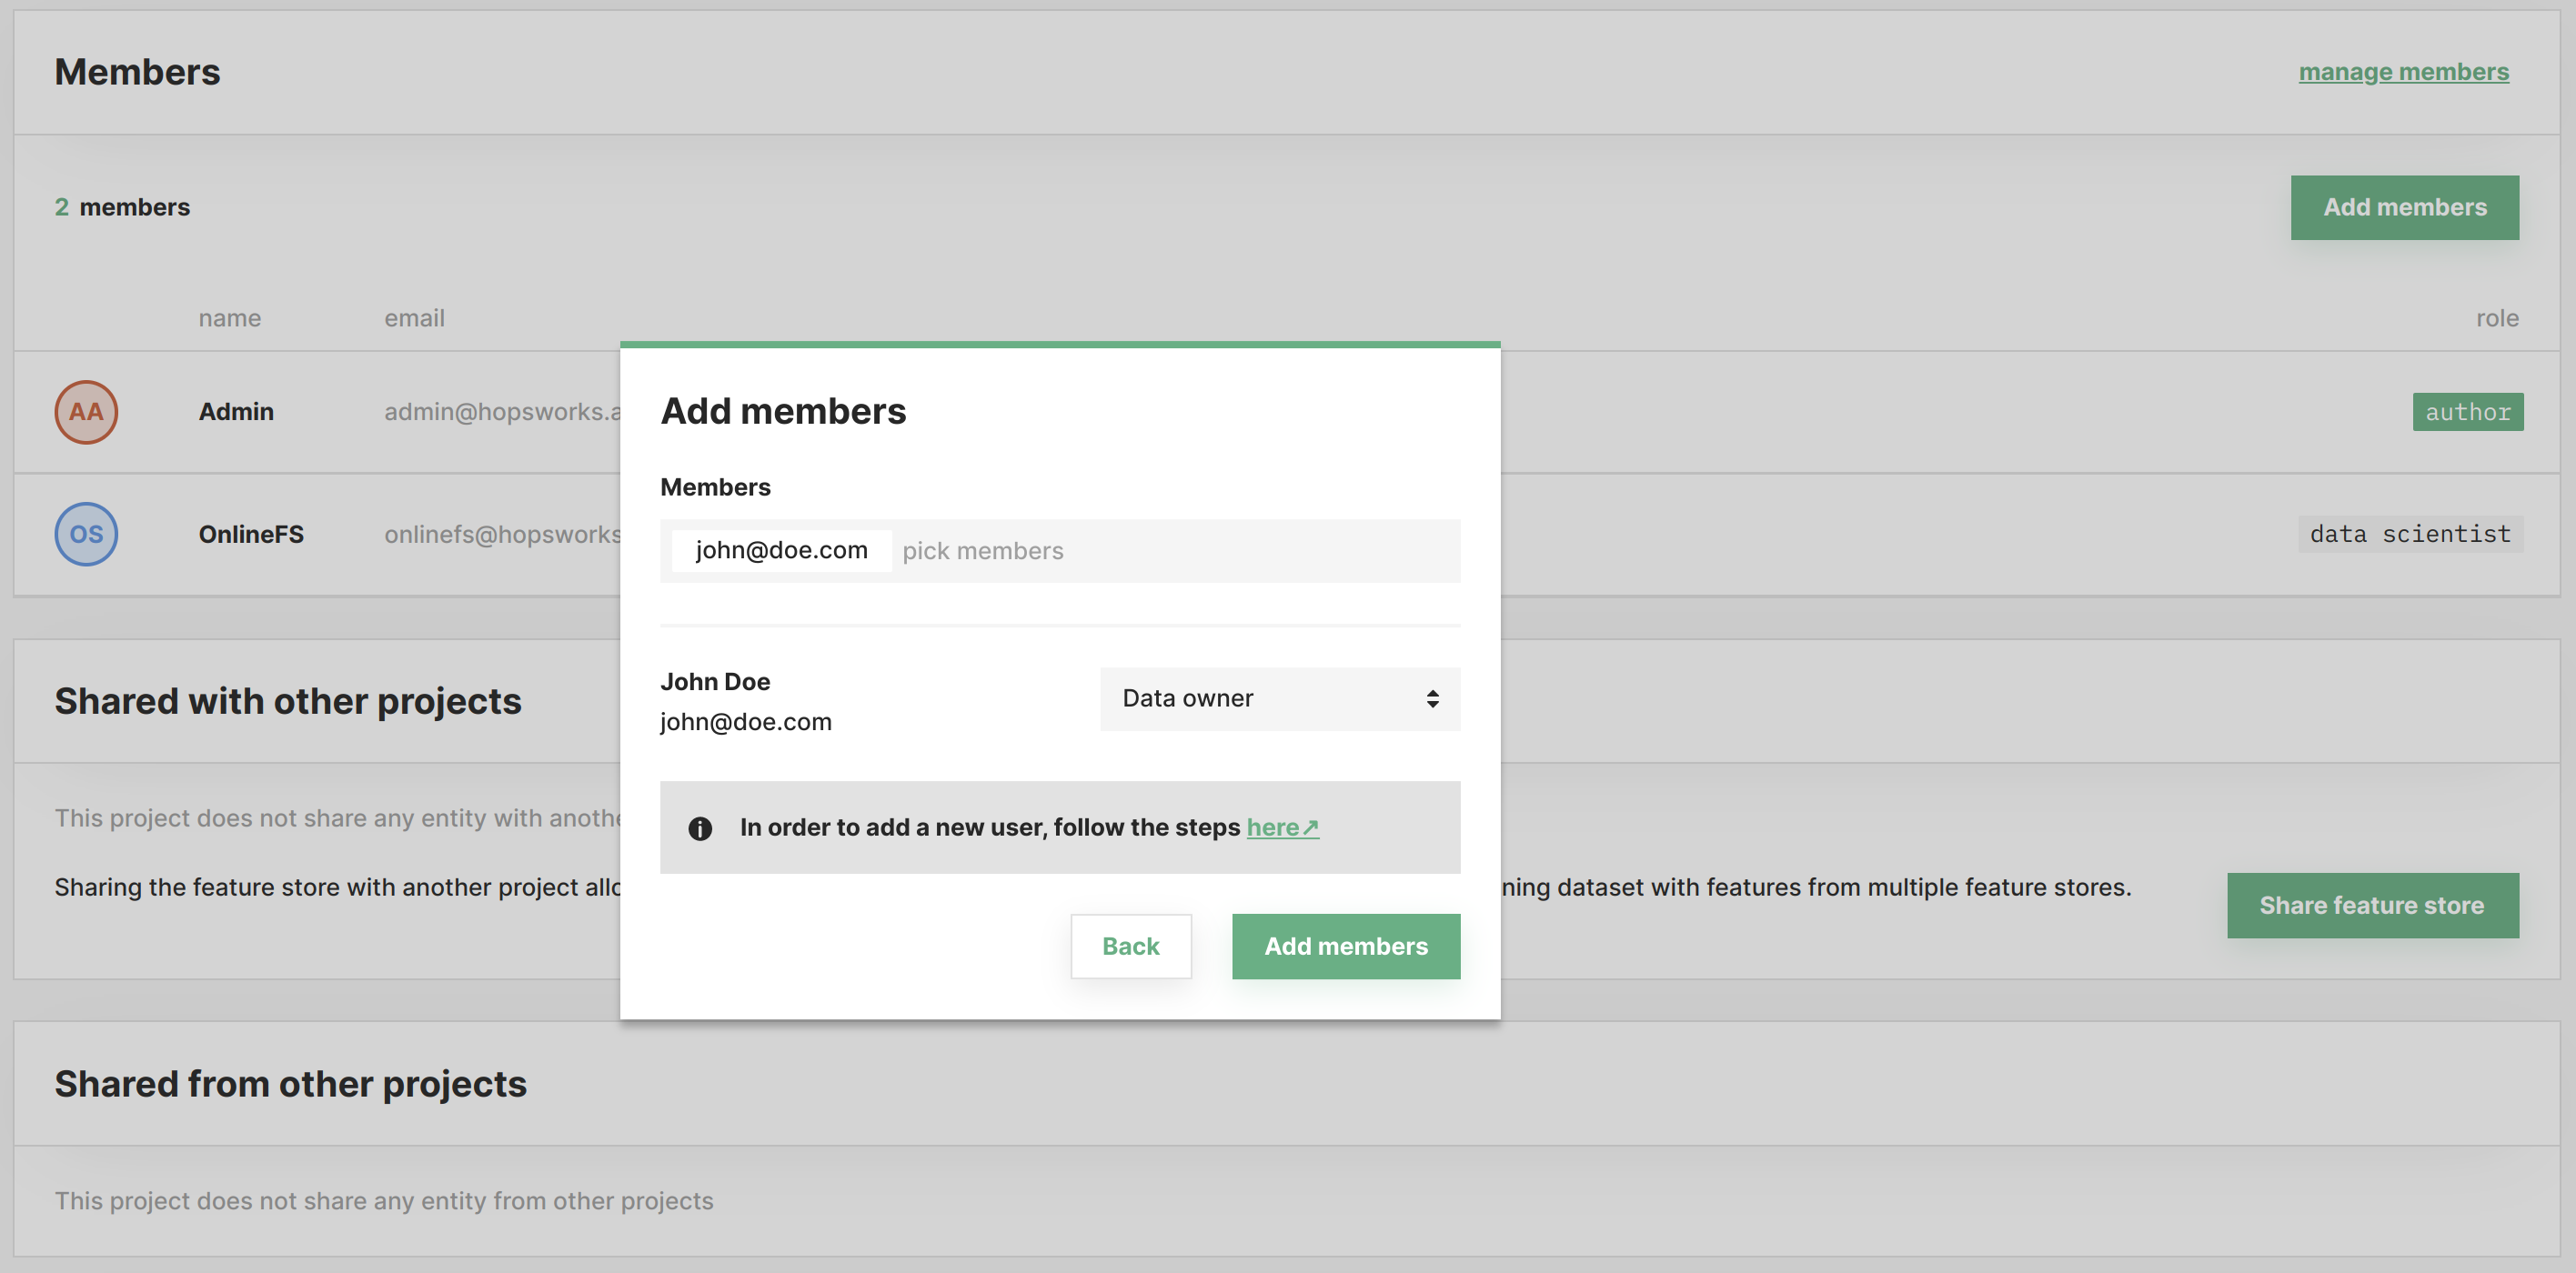 Members
manage members
2 members
Add members
name email role
AA Admin admin@hopsworks.a author
OS OnlineFS onlinefs@hopsworks data scientist
Add members
Members
john@doe.com pick members
John Doe
john@doe.com
Data owner
In order to add a new user, follow the steps here↗
Back Add members
Shared with other projects
This project does not share any entity with anothe
Sharing the feature store with another project allo
ning dataset with features from multiple feature stores.
Share feature store
Shared from other projects
This project does not share any entity from other projects